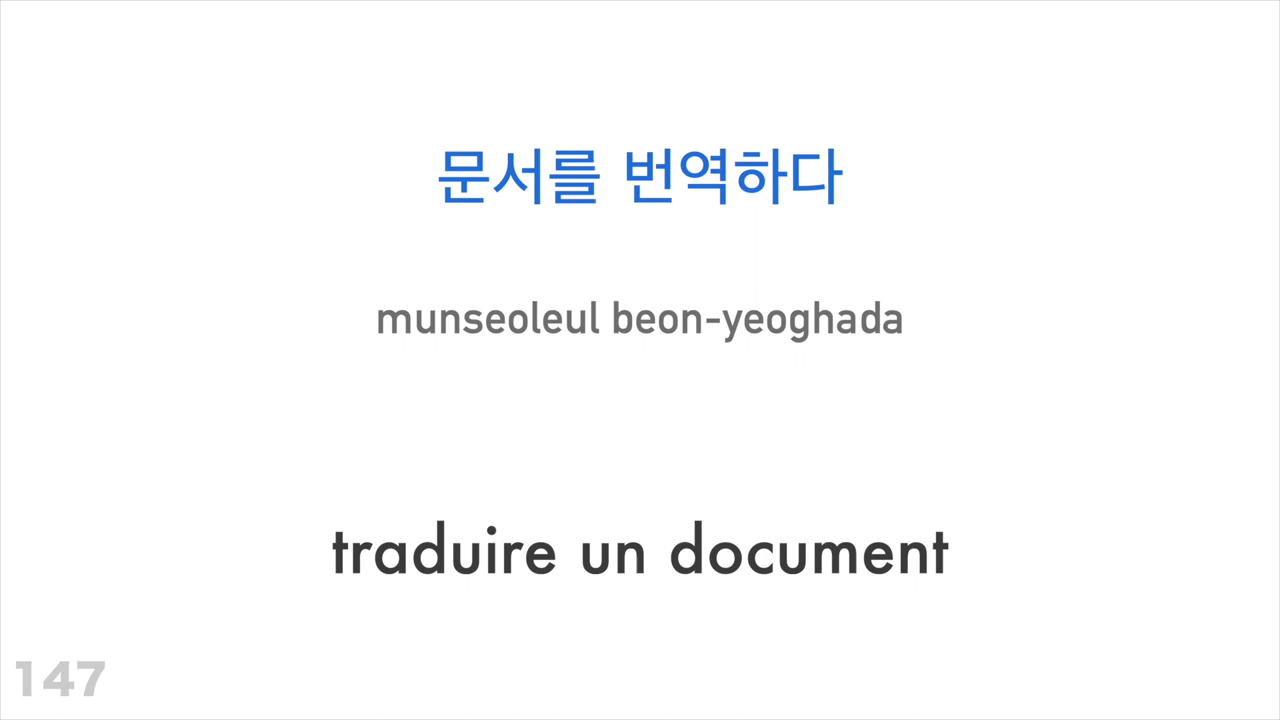 문서를 번역하다
munseoleul beon-yeoghada
traduire un document
147